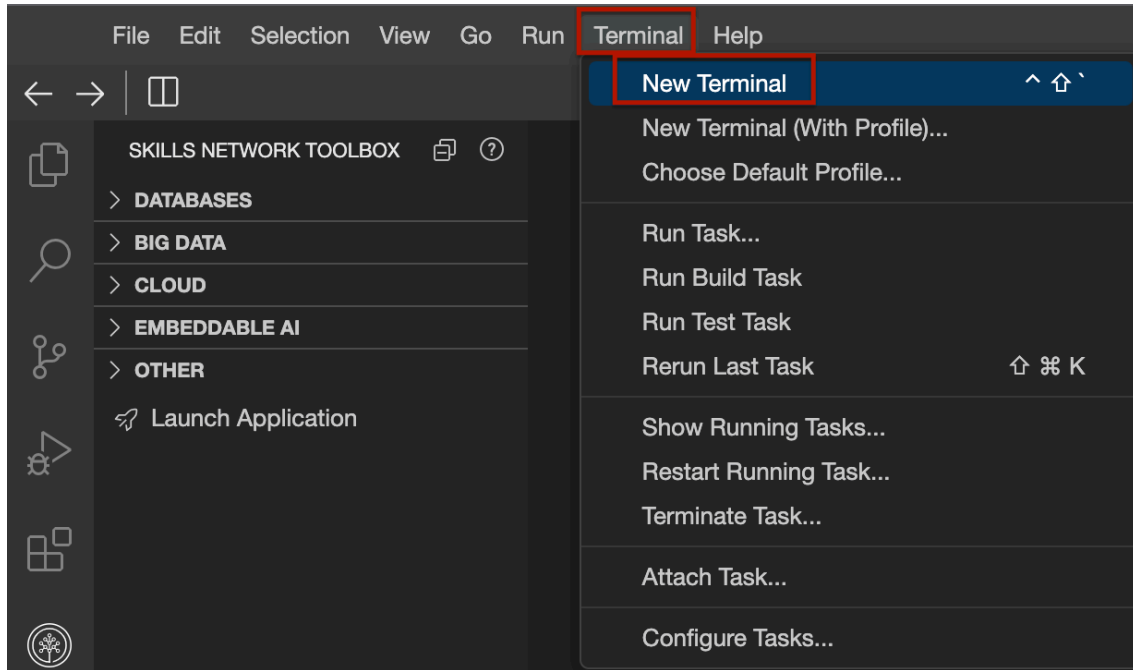 File Edit Selection View Go Run Terminal Help
SKILLS NETWORK TOOLBOX
DATABASES
BIG DATA
CLOUD
EMBEDDABLE AI
OTHER
Launch Application
New Terminal ^ ⇧ `
New Terminal (With Profile)...
Choose Default Profile...
Run Task...
Run Build Task
Run Test Task
Rerun Last Task ⇧ ⌘ K
Show Running Tasks...
Restart Running Task...
Terminate Task...
Attach Task...
Configure Tasks...